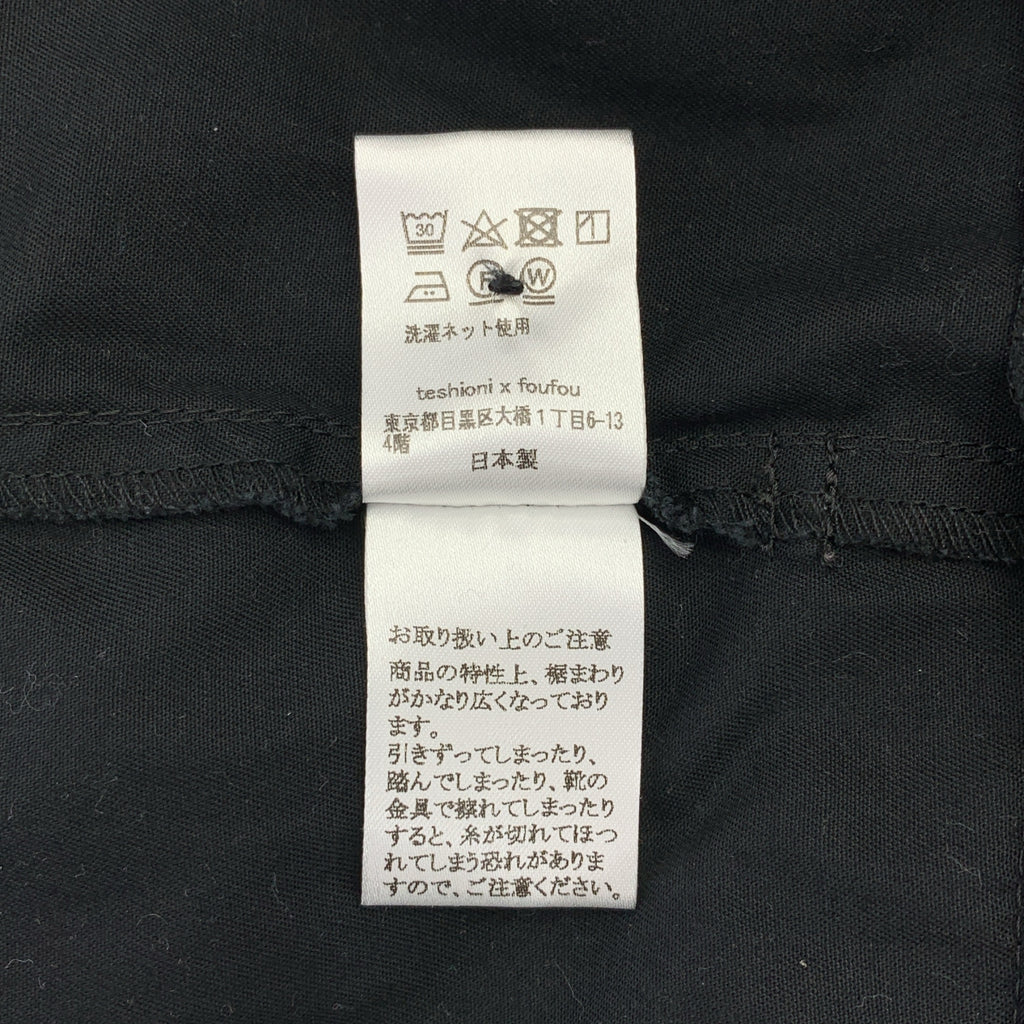 30
F W
洗濯ネット使用
teshioni x foufou
東京都目黒区大橋1丁目6-13
4階
日本製
お取り扱い上のご注意
商品の特性上、裾まわり
がかなり広くなっており
ます。
引きずってしまったり、
踏んでしまったり、靴の
金具で擦れてしまったり
すると、糸が切れてほつ
れてしまう恐れがありま
すので、ご注意ください。